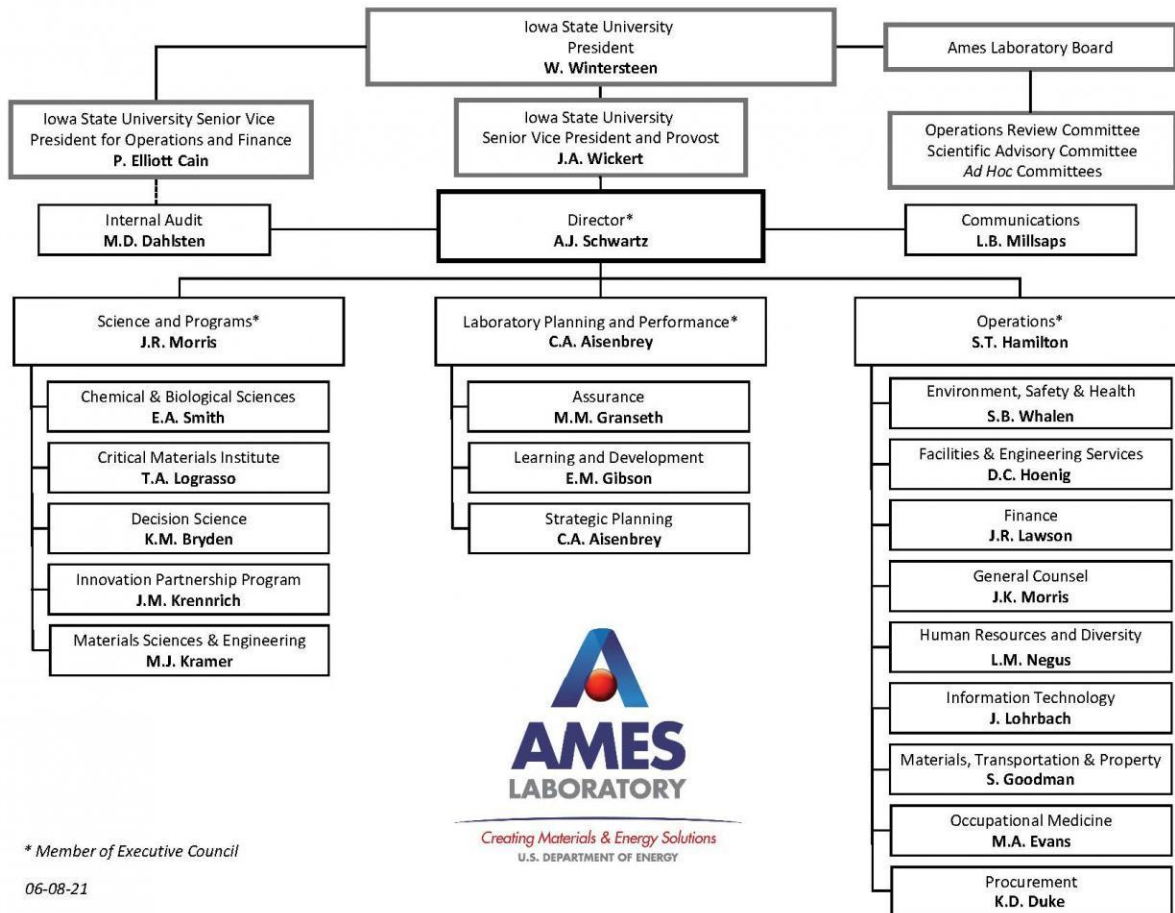 Iowa State University
President
W. Wintersteen
Ames Laboratory Board
Iowa State University Senior Vice
President for Operations and Finance
P. Elliott Cain
Iowa State University
Senior Vice President and Provost
J.A. Wickert
Operations Review Committee
Scientific Advisory Committee
Ad Hoc Committees
Internal Audit
M.D. Dahlsten
Director*
A.J. Schwartz
Communications
L.B. Millsaps
Science and Programs*
J.R. Morris
Chemical & Biological Sciences
E.A. Smith
Critical Materials Institute
T.A. Lograsso
Decision Science
K.M. Bryden
Innovation Partnership Program
J.M. Krennrich
Materials Sciences & Engineering
M.J. Kramer
Laboratory Planning and Performance*
C.A. Aisenbrey
Assurance
M.M. Granseth
Learning and Development
E.M. Gibson
Strategic Planning
C.A. Aisenbrey
Operations*
S.T. Hamilton
Environment, Safety & Health
S.B. Whalen
Facilities & Engineering Services
D.C. Hoenig
Finance
J.R. Lawson
General Counsel
J.K. Morris
Human Resources and Diversity
L.M. Negus
Information Technology
J. Lohrbach
Materials, Transportation & Property
S. Goodman
Occupational Medicine
M.A. Evans
Procurement
K.D. Duke
AMES
LABORATORY
Creating Materials & Energy Solutions
U.S. DEPARTMENT OF ENERGY
* Member of Executive Council
06-08-21